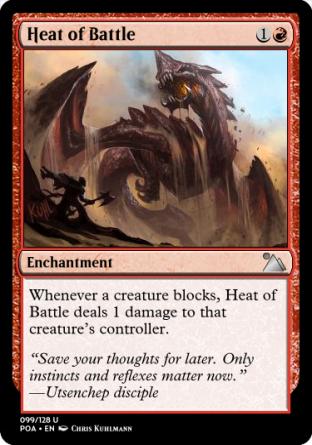 Heat of Battle 1
Enchantment
Whenever a creature blocks, Heat of
Battle deals 1 damage to that
creature's controller.
“Save your thoughts for later. Only
instincts and reflexes matter now.”
—Utsenchep disciple
099/128 U
POA • EN Chris Kuhlmann